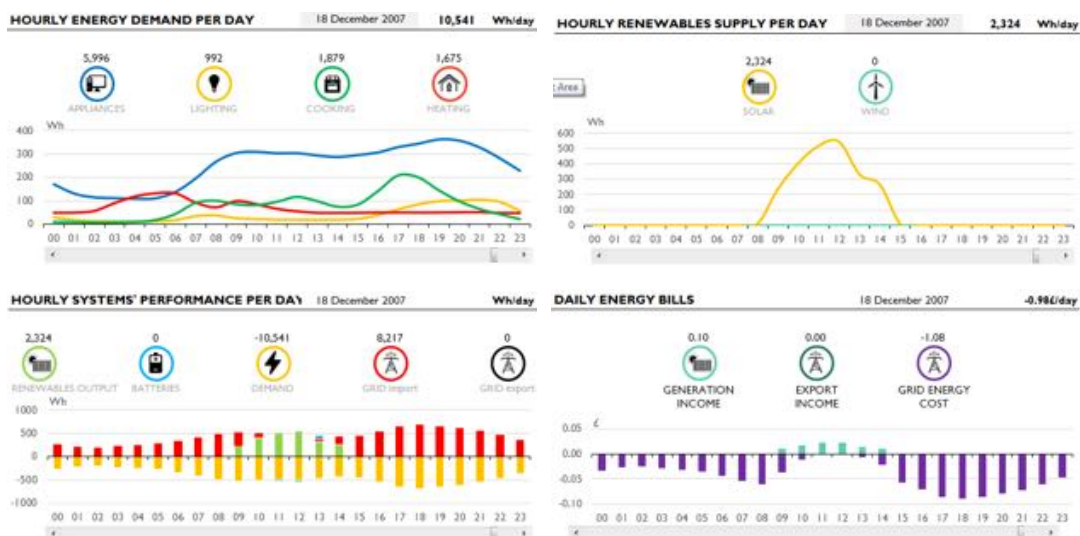 HOURLY ENERGY DEMAND PER DAY 18 December 2007 10,541 Wh/day
5,996 992 1,879 1,675
APPLIANCES LIGHTING COOKING HEATING
Wh
400
300
200
100
0
00 01 02 03 04 05 06 07 08 09 10 11 12 13 14 15 16 17 18 19 20 21 22 23
HOURLY RENEWABLES SUPPLY PER DAY 18 December 2007 2,324 Wh/day
2,324 0
Area
SOLAR WIND
Wh
600
500
400
300
200
100
0
00 01 02 03 04 05 06 07 08 09 10 11 12 13 14 15 16 17 18 19 20 21 22 23
HOURLY SYSTEMS' PERFORMANCE PER DAY 18 December 2007 Wh/day
2,324 0 -10,541 8,217 0
RENEWABLES OUTPUT BATTERIES DEMAND GRID import GRID export
Wh
1000
500
0
-500
-1000
00 01 02 03 04 05 06 07 08 09 10 11 12 13 14 15 16 17 18 19 20 21 22 23
DAILY ENERGY BILLS 18 December 2007 -0.98£/day
0.10 0.00 -1.08
GENERATION EXPORT GRID ENERGY
INCOME INCOME COST
£
0.05
0.00
-0.05
-0.10
00 01 02 03 04 05 06 07 08 09 10 11 12 13 14 15 16 17 18 19 20 21 22 23